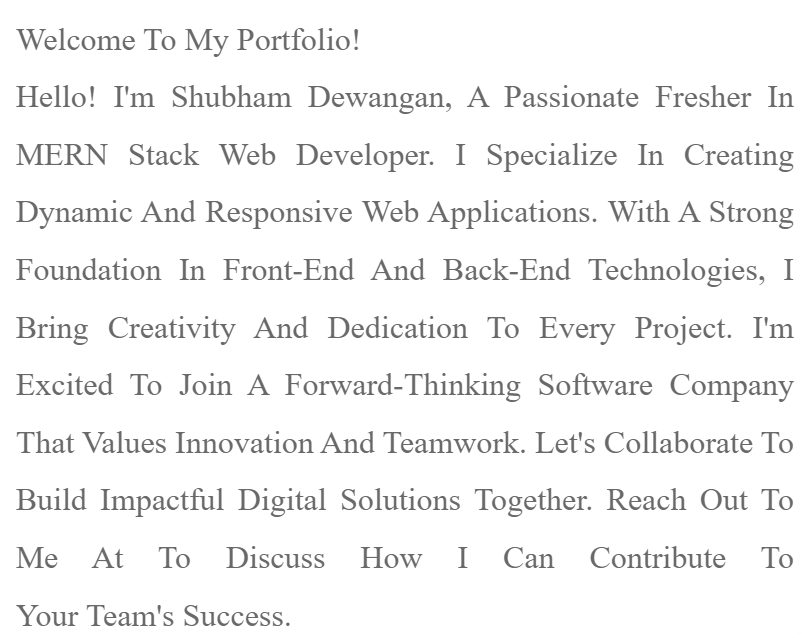 Welcome To My Portfolio!
Hello! I'm Shubham Dewangan, A Passionate Fresher In
MERN Stack Web Developer. I Specialize In Creating
Dynamic And Responsive Web Applications. With A Strong
Foundation In Front-End And Back-End Technologies, I
Bring Creativity And Dedication To Every Project. I'm
Excited To Join A Forward-Thinking Software Company
That Values Innovation And Teamwork. Let's Collaborate To
Build Impactful Digital Solutions Together. Reach Out To
Me At To Discuss How I Can Contribute To
Your Team's Success.